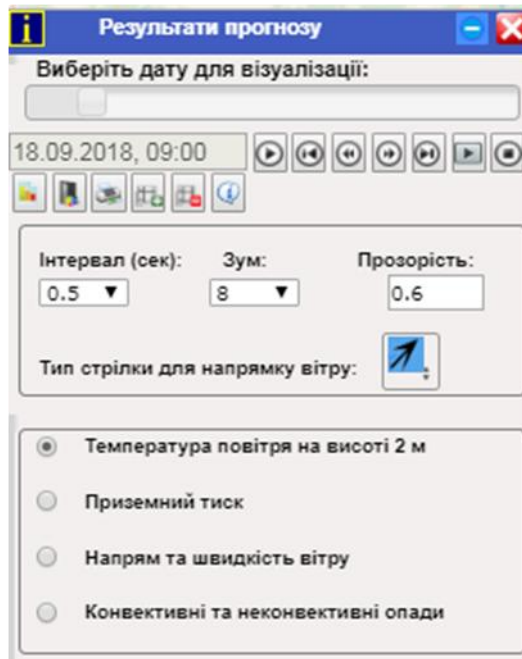 Результати прогнозу
Виберіть дату для візуалізації:
18.09.2018, 09:00
Інтервал (сек): Зум: Прозорість:
0.5 8 0.6
Тип стрілки для напрямку вітру:
Температура повітря на висоті 2 м
Приземний тиск
Напрям та швидкість вітру
Конвективні та неконвективні опади